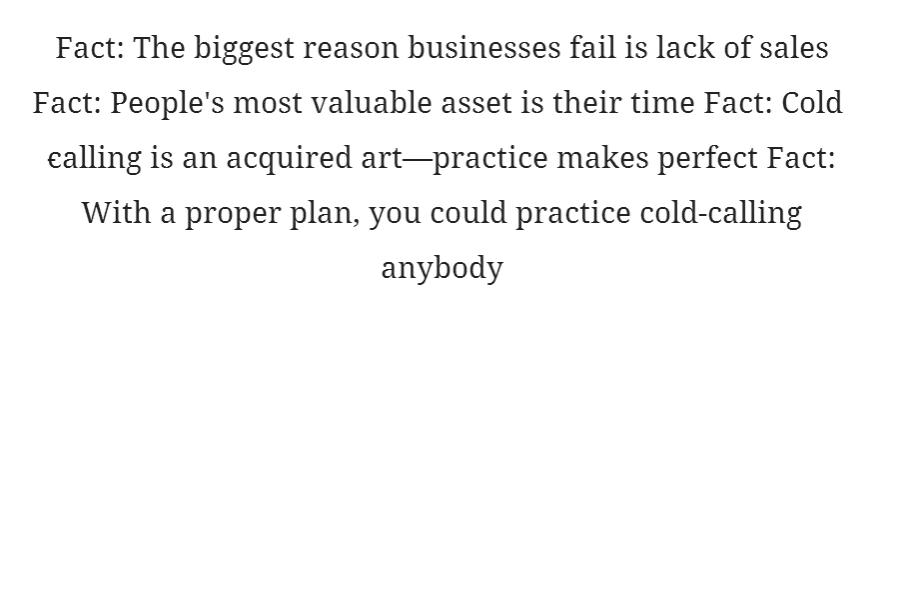 Fact: The biggest reason businesses fail is lack of sales
Fact: People's most valuable asset is their time Fact: Cold
єalling is an acquired art—practice makes perfect Fact:
With a proper plan, you could practice cold-calling
anybody